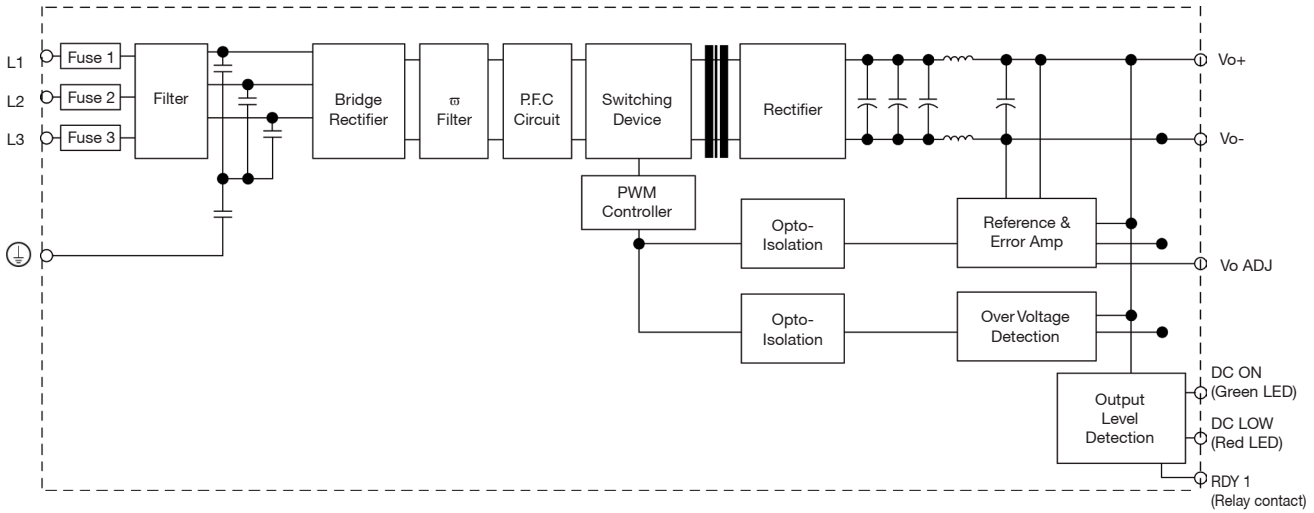 L1
Fuse 1
L2
Fuse 2
L3
Fuse 3
Filter
Bridge
Rectifier
ϖ
Filter
P.F.C
Circuit
Switching
Device
Rectifier
Vo+
Vo-
PWM
Controller
Opto-
Isolation
Reference &
Error Amp
Vo ADJ
Opto-
Isolation
Over Voltage
Detection
Output
Level
Detection
DC ON
(Green LED)
DC LOW
(Red LED)
RDY 1
(Relay contact)